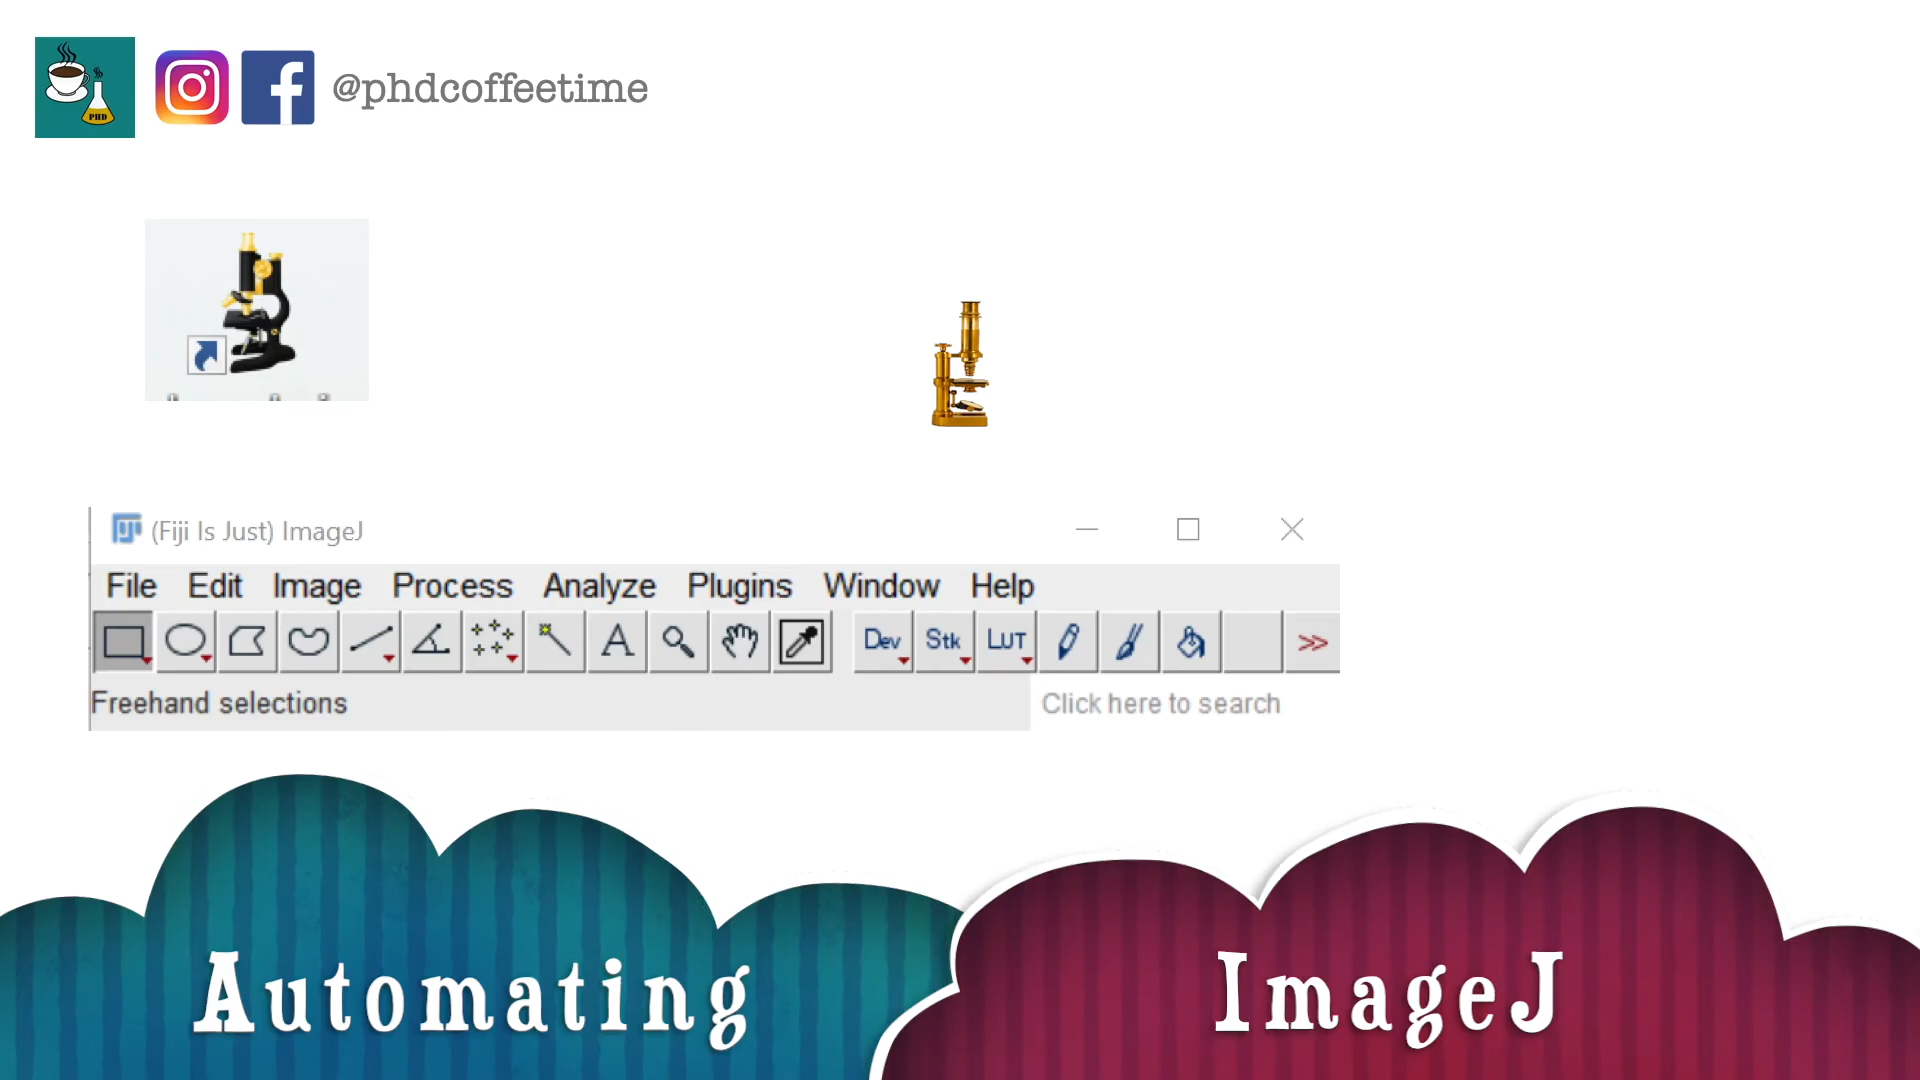 PHD
@phdcoffeetime
(Fiji Is Just) ImageJ
File Edit Image Process Analyze Plugins Window Help
A Dev Stk LUT >>
Freehand selections
Click here to search
Automating
ImageJ